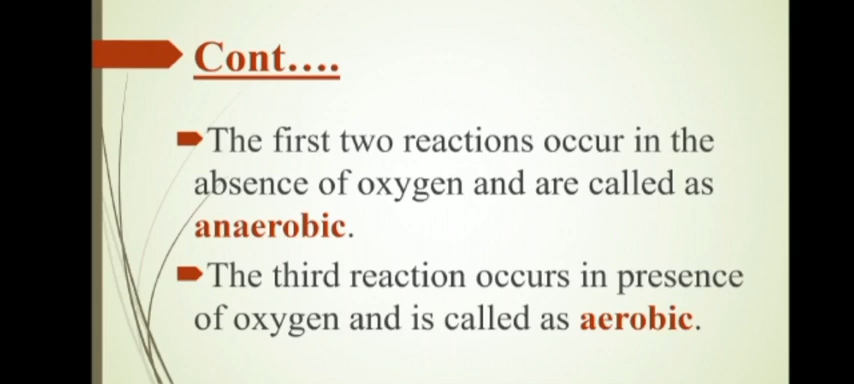 Cont....
The first two reactions occur in the
absence of oxygen and are called as
anaerobic.
The third reaction occurs in presence
of oxygen and is called as aerobic.